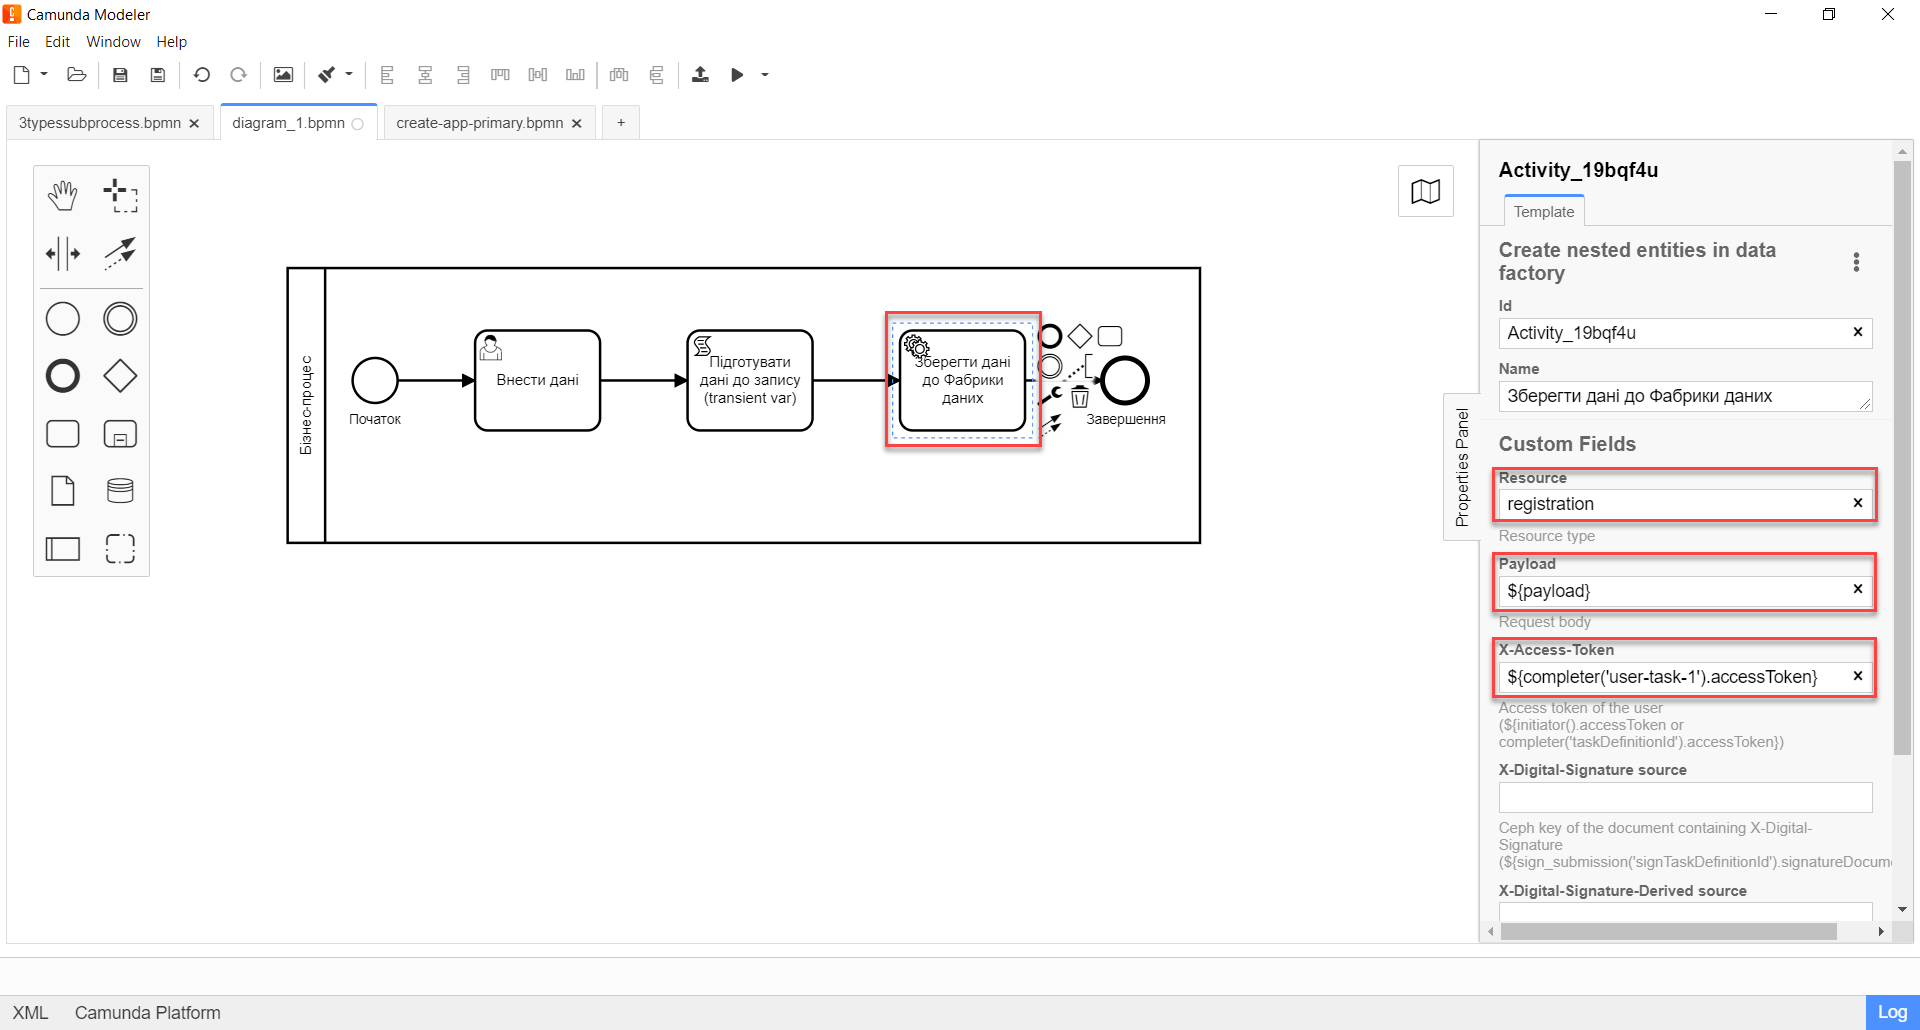 Camunda Modeler
File Edit Window Help
3typessubprocess.bpmn
diagram_1.bpmn
create-app-primary.bpmn
+
Бізнес-процес
Початок
Внести дані
Підготувати
дані до запису
(transient var)
Зберегти дані
до Фабрики
даних
Завершення
Properties Panel
Activity_19bqf4u
Template
Create nested entities in data
factory
Id
Activity_19bqf4u
Name
Зберегти дані до Фабрики даних
Custom Fields
Resource
registration
Resource type
Payload
${payload}
Request body
X-Access-Token
${completer('user-task-1').accessToken}
Access token of the user
(${initiator().accessToken or
completer('taskDefinitionId').accessToken})
X-Digital-Signature source
Ceph key of the document containing X-Digital-
Signature
(${sign_submission('signTaskDefinitionId').signatureDocum
X-Digital-Signature-Derived source
XML Camunda Platform
Log